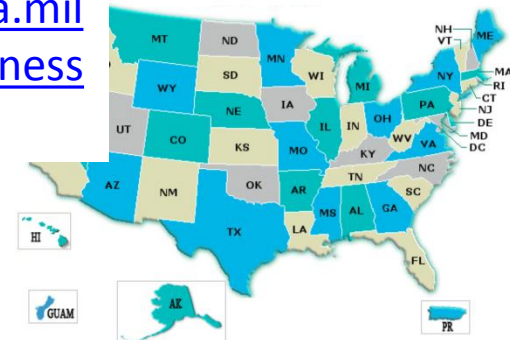 a.mil
ness
NH
VT
ME
MT
ND
MN
WI
MI
NY
MA
RI
CT
NJ
DE
MD
DC
SD
WY
IA
NE
IL
IN
OH
PA
UT
CO
KS
MO
KY
WV
VA
NC
TN
SC
AZ
NM
OK
AR
MS
AL
GA
TX
LA
FL
HI
GUAM
AK
PR